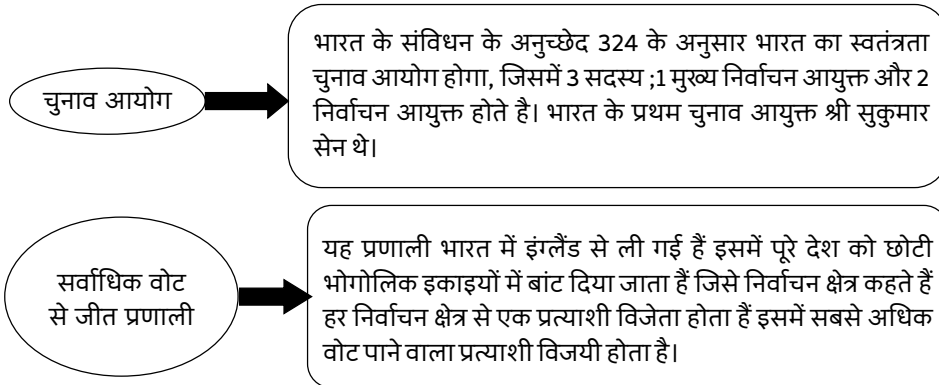 चुनाव आयोग
भारत के संविधन के अनुच्छेद 324 के अनुसार भारत का स्वतंत्रता
चुनाव आयोग होगा, जिसमें 3 सदस्य ;1 मुख्य निर्वाचन आयुक्त और 2
निर्वाचन आयुक्त होते है। भारत के प्रथम चुनाव आयुक्त श्री सुकुमार
सेन थे।
सर्वाधिक वोट
से जीत प्रणाली
यह प्रणाली भारत में इंग्लैंड से ली गई हैं इसमें पूरे देश को छोटी
भोगोलिक इकाइयों में बांट दिया जाता हैं जिसे निर्वाचन क्षेत्र कहते हैं
हर निर्वाचन क्षेत्र से एक प्रत्याशी विजेता होता हैं इसमें सबसे अधिक
वोट पाने वाला प्रत्याशी विजयी होता है।